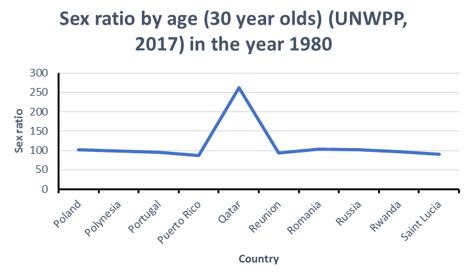 Sex ratio by age (30 year olds) (UNWPP,
2017) in the year 1980
300
250
200
150
100
50
0
Sex ratio
Poland
Polynesia
Portugal
Puerto Rico
Qatar
Reunion
Romania
Russia
Rwanda
Saint Lucia
Country